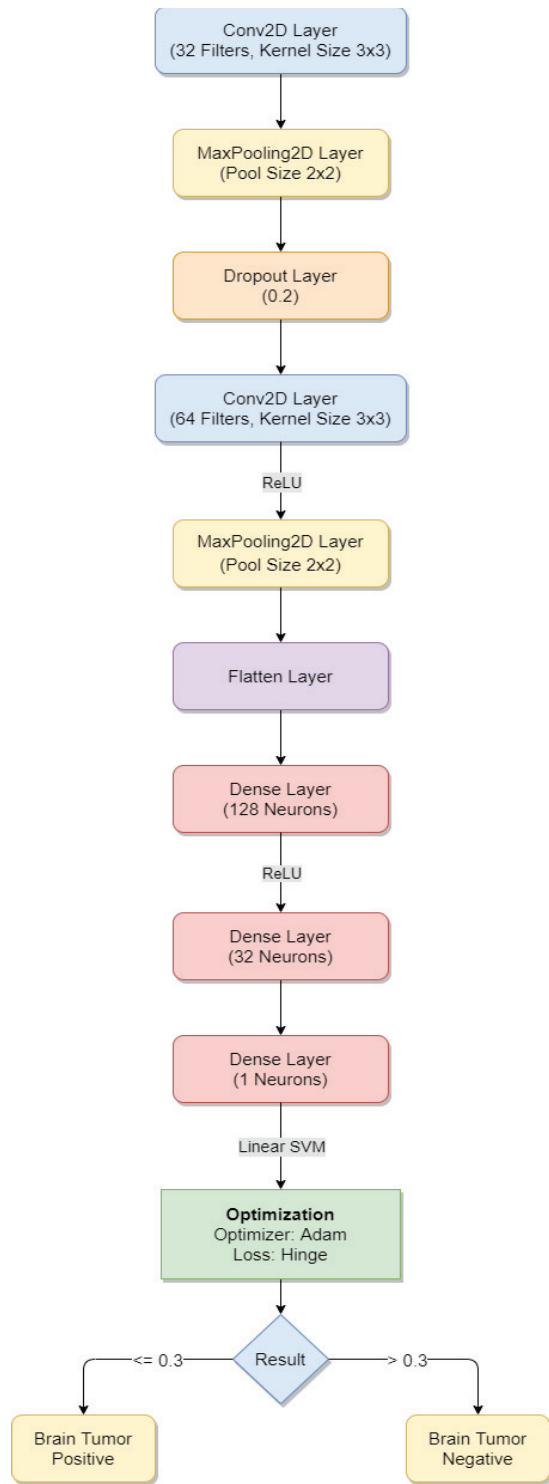 Conv2D Layer
(32 Filters, Kernel Size 3x3)
MaxPooling2D Layer
(Pool Size 2x2)
Dropout Layer
(0.2)
Conv2D Layer
(64 Filters, Kernel Size 3x3)
ReLU
MaxPooling2D Layer
(Pool Size 2x2)
Flatten Layer
Dense Layer
(128 Neurons)
ReLU
Dense Layer
(32 Neurons)
Dense Layer
(1 Neurons)
Linear SVM
Optimization
Optimizer: Adam
Loss: Hinge
<= 0.3
Result
> 0.3
Brain Tumor
Positive
Brain Tumor
Negative